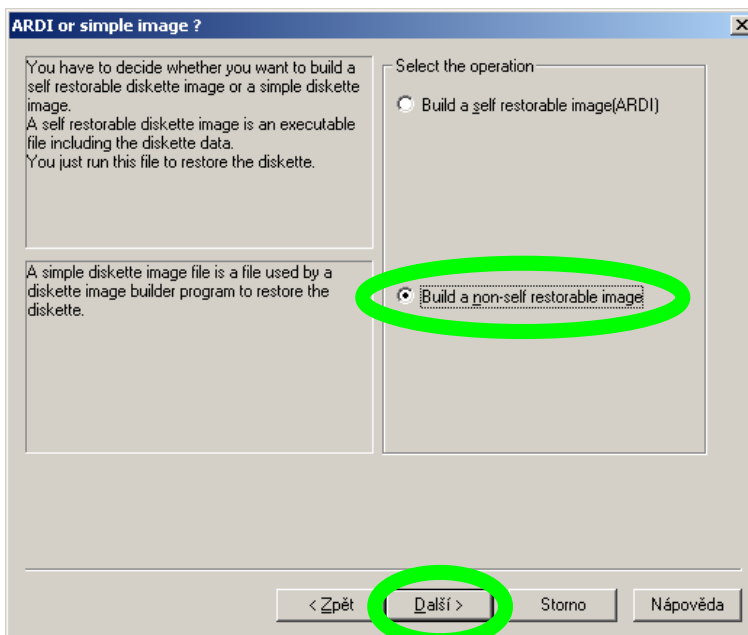 ARDI or simple image ?
You have to decide whether you want to build a
self restorable diskette image or a simple diskette
image.
A self restorable diskette image is an executable
file including the diskette data.
You just run this file to restore the diskette.
A simple diskette image file is a file used by a
diskette image builder program to restore the
diskette.
Select the operation
Build a self restorable image(ARDI)
Build a non-self restorable image
< Zpět
Další >
Storno
Nápověda